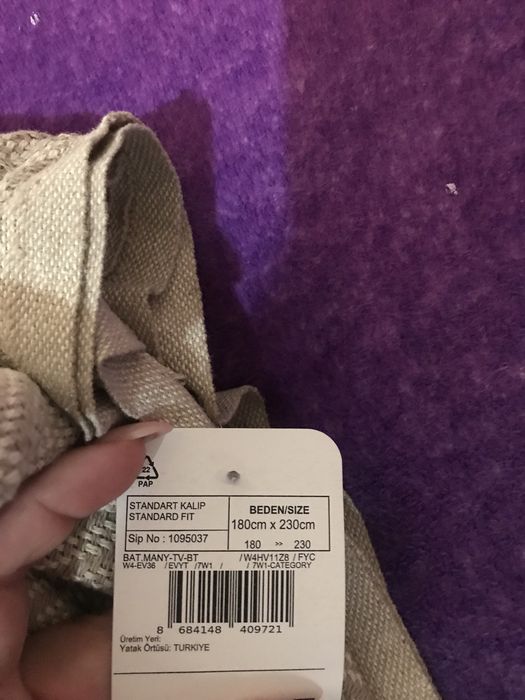 22
PAP
STANDART KALIP
STANDARD FIT
Sip No : 1095037
BEDEN/SIZE
180cm x 230cm
180 >> 230
BAT.MANY-TV-BT / W4HV11Z8 / FYC
W4-EV36 / EVYT /7W1 / / 7W1-CATEGORY
8 684148 409721
Üretim Yeri:
Yatak Örtüsü: TURKIYE